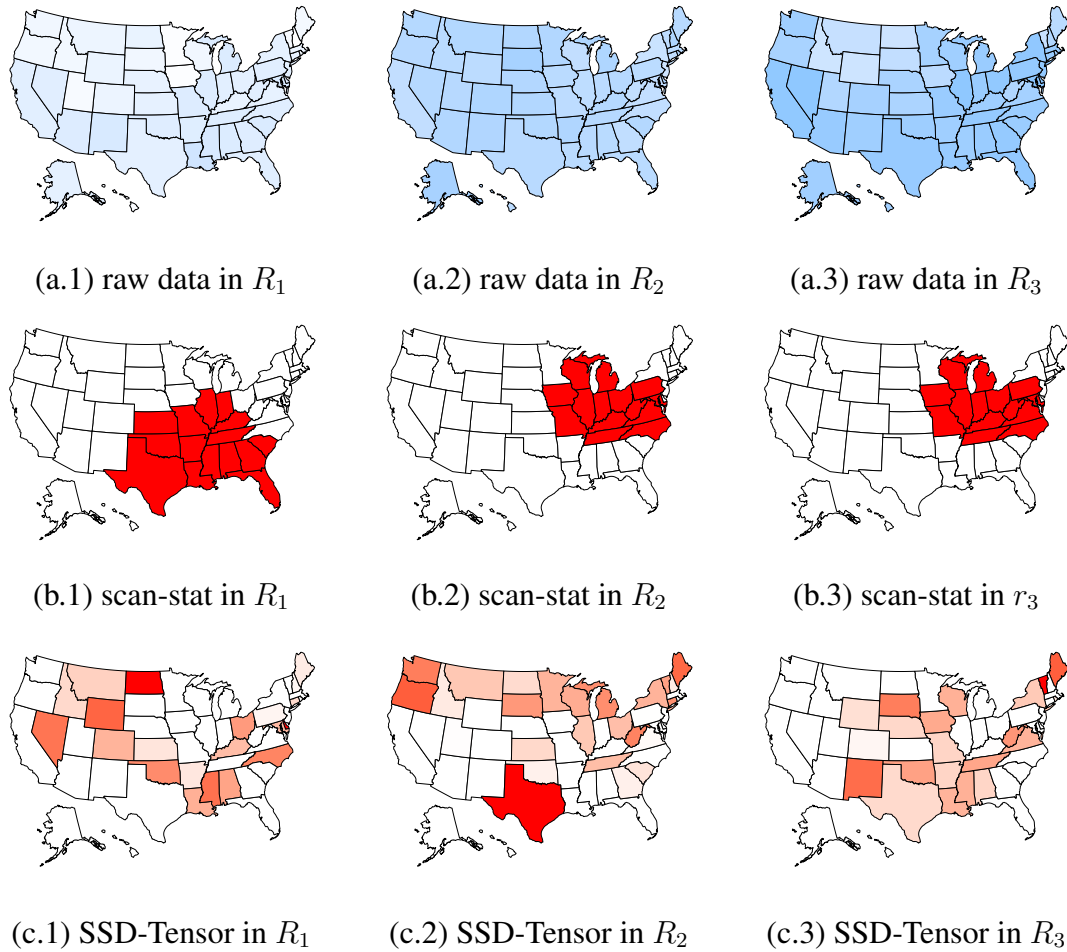 (a.1) raw data in R₁
(a.2) raw data in R₂
(a.3) raw data in R₃
(b.1) scan-stat in R₁
(b.2) scan-stat in R₂
(b.3) scan-stat in r₃
(c.1) SSD-Tensor in R₁
(c.2) SSD-Tensor in R₂
(c.3) SSD-Tensor in R₃